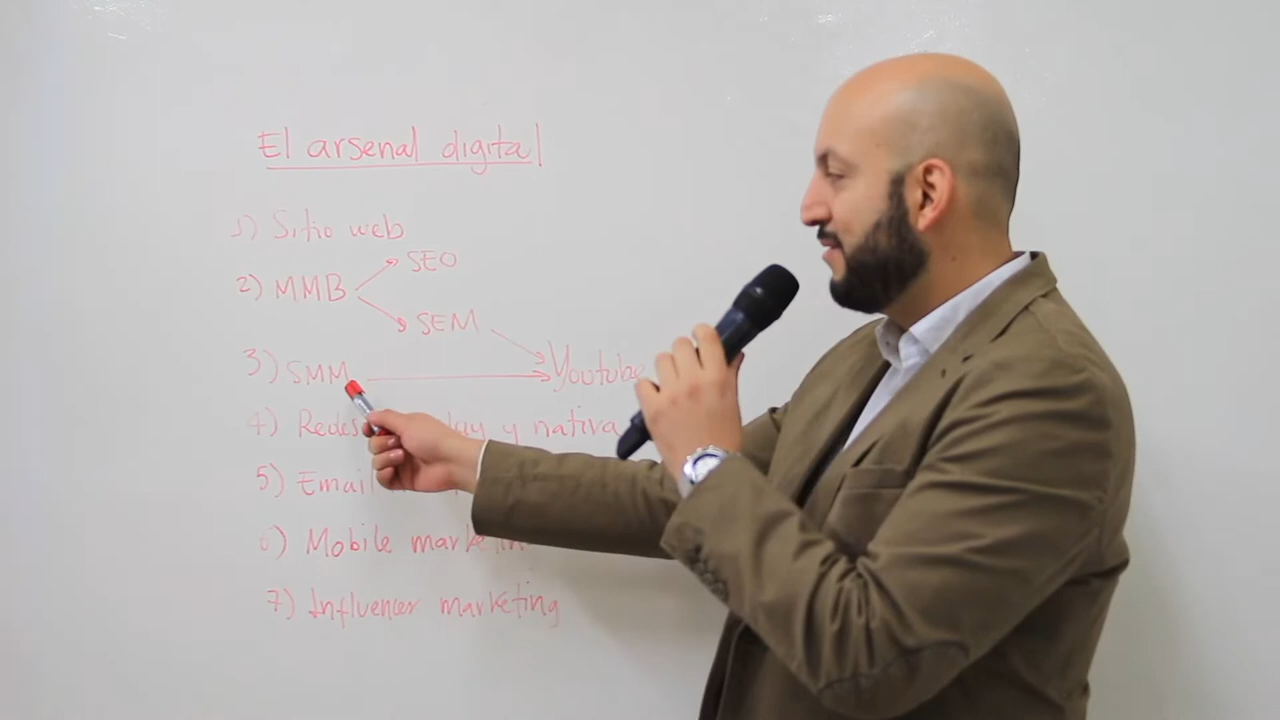 El arsenal digital
1) Sitio web
SEO
2) MMB
SEM
3) SMM Youtube
4) Redes y nativa
5) Email
6) Mobile
7) Influencer marketing